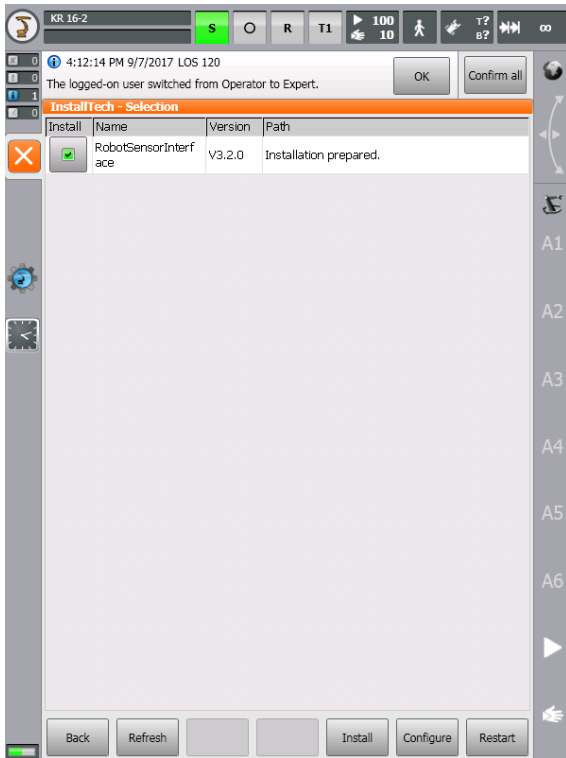 KR 16-2
S O R T1 100 T?
10 B? ∞
0 4:12:14 PM 9/7/2017 LOS 120
0 The logged-on user switched from Operator to Expert. OK Confirm all
1
0 InstallTech - Selection
Install Name Version Path
RobotSensorInterf
ace V3.2.0 Installation prepared.
A1
A2
A3
A4
A5
A6
Back Refresh Install Configure Restart